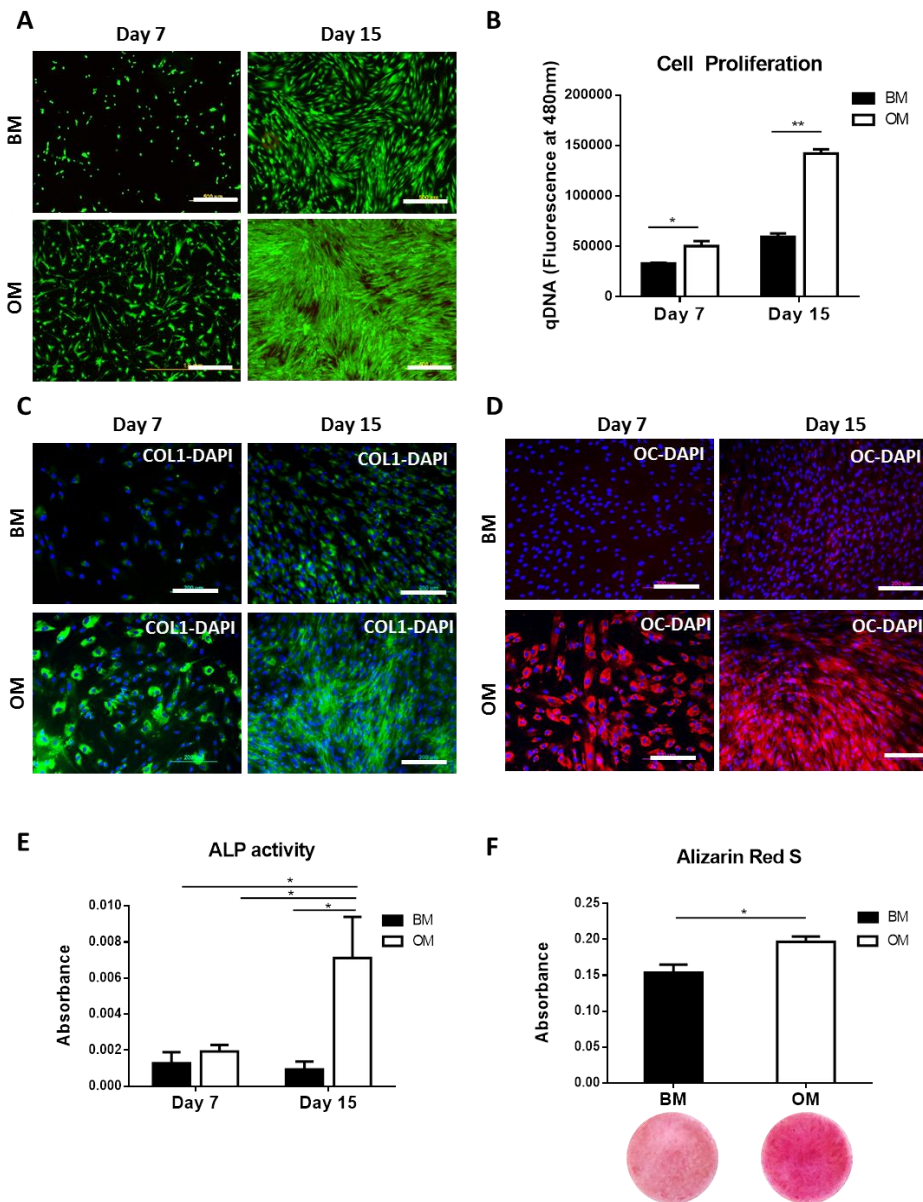 A
Day 7
Day 15
BM
OM
B
Cell Proliferation
qDNA (Fluorescence at 480nm)
200000
150000
100000
50000
0
*
**
BM
OM
Day 7
Day 15
C
Day 7
Day 15
BM
COL1-DAPI
COL1-DAPI
OM
COL1-DAPI
COL1-DAPI
D
Day 7
Day 15
BM
OC-DAPI
OC-DAPI
OM
OC-DAPI
OC-DAPI
E
ALP activity
*
*
*
BM
OM
Absorbance
0.010
0.008
0.006
0.004
0.002
0.000
Day 7
Day 15
F
Alizarin Red S
*
BM
OM
Absorbance
0.25
0.20
0.15
0.10
0.05
0.00
BM
OM